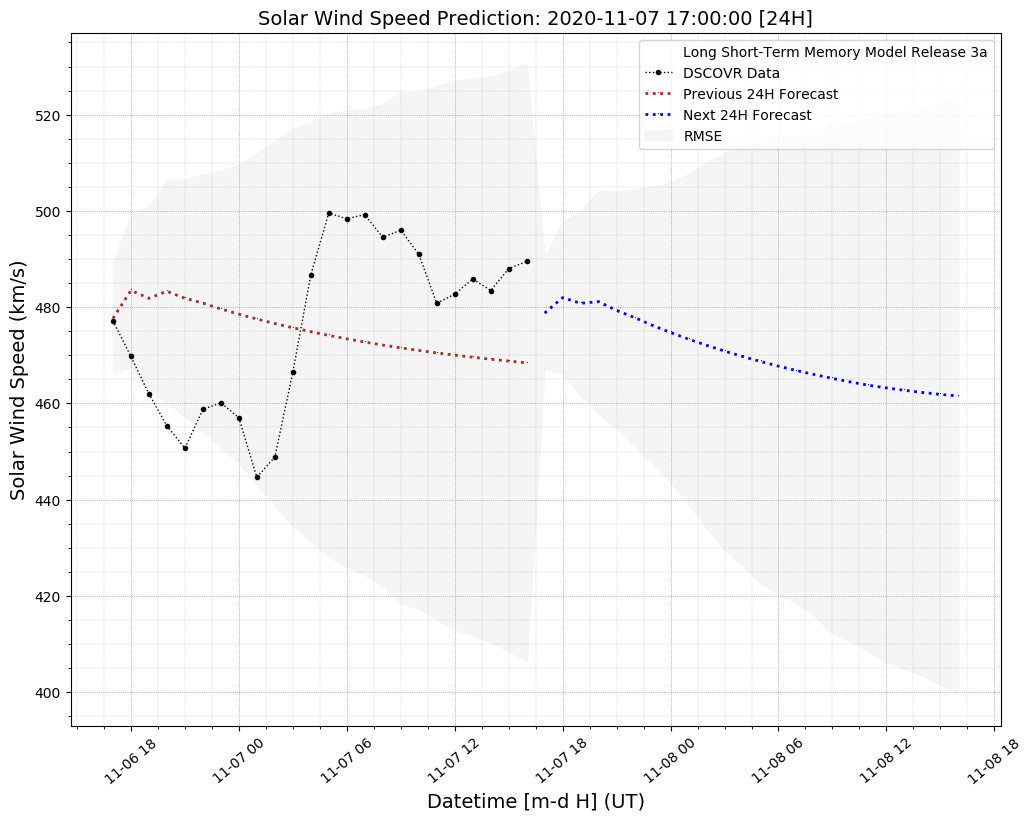 Solar Wind Speed Prediction: 2020-11-07 17:00:00 [24H]
Long Short-Term Memory Model Release 3a
DSCOVR Data
Previous 24H Forecast
Next 24H Forecast
RMSE
Solar Wind Speed (km/s)
520
500
480
460
440
420
400
11-06 18
11-07 00
11-07 06
11-07 12
11-07 18
11-08 00
11-08 06
11-08 12
11-08 18
Datetime [m-d H] (UT)